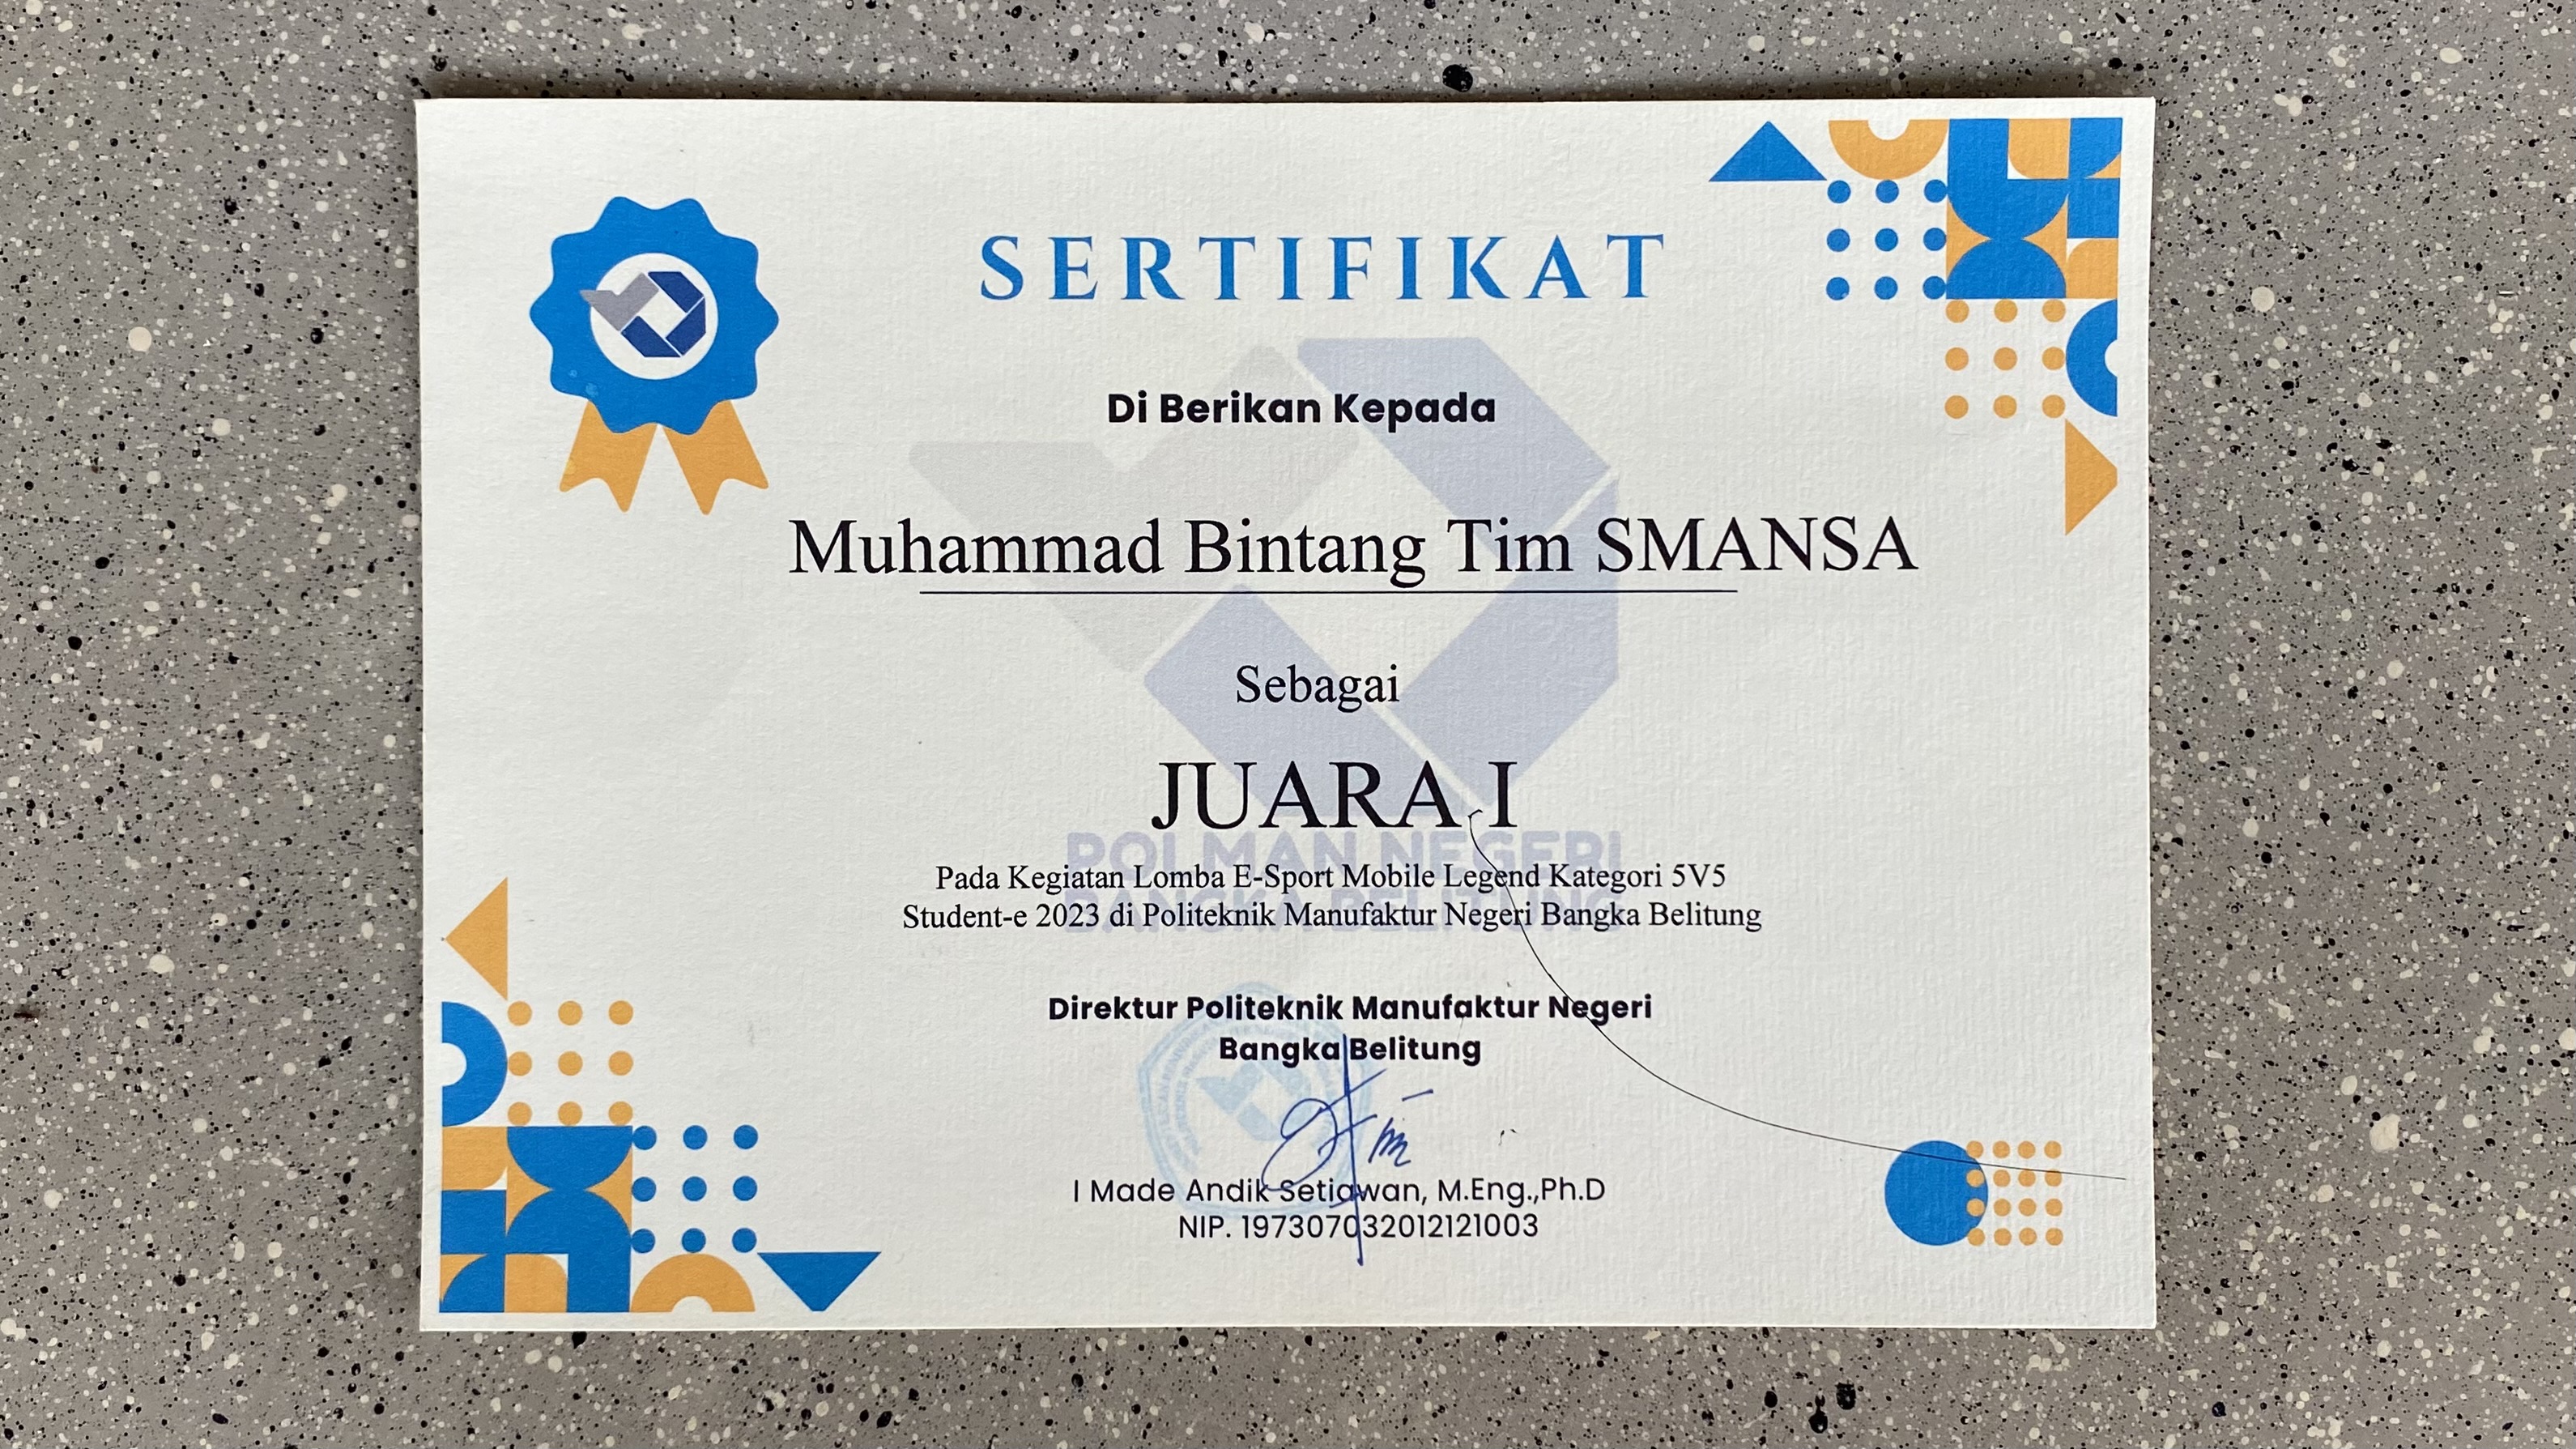 SERTIFIKAT
Di Berikan Kepada
Muhammad Bintang Tim SMANSA
Sebagai
JUARA I
POLMAN NEGERI
BANGKA BELITUNG
Pada Kegiatan Lomba E-Sport Mobile Legend Kategori 5V5
Student-e 2023 di Politeknik Manufaktur Negeri Bangka Belitung
Direktur Politeknik Manufaktur Negeri
Bangka Belitung
I Made Andik Setiawan, M.Eng.,Ph.D
NIP. 197307032012121003